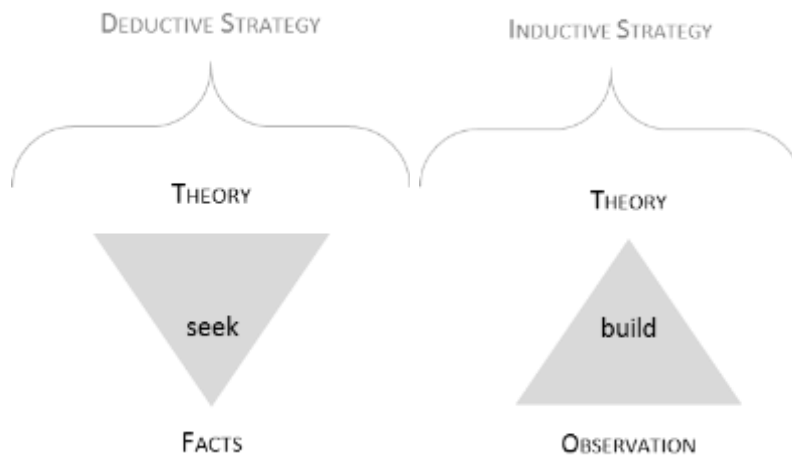 DEDUCTIVE STRATEGY
INDUCTIVE STRATEGY
THEORY
THEORY
seek
build
FACTS
OBSERVATION